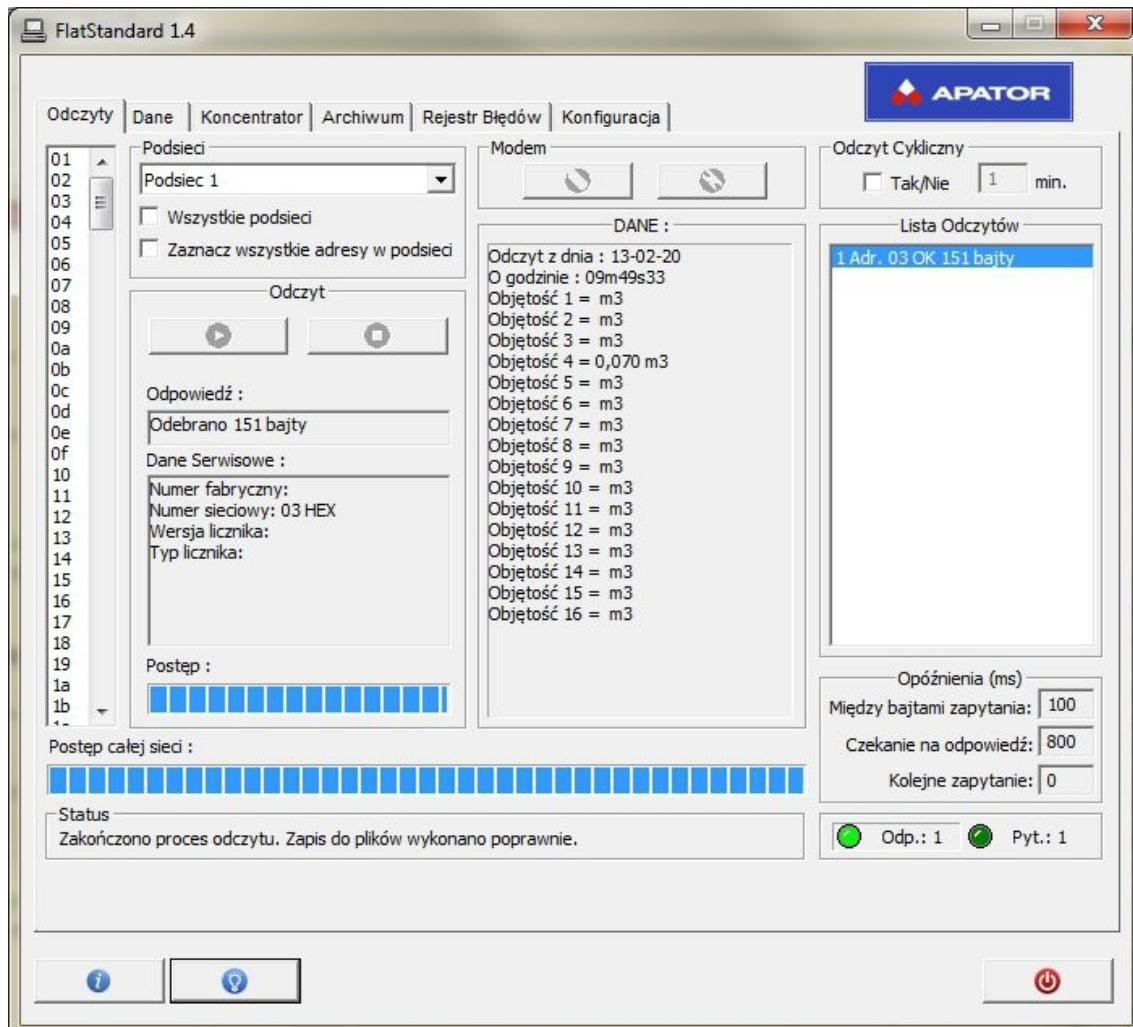 FlatStandard 1.4
APATOR
Odczyty Dane Koncentrator Archiwum Rejestr Błędów Konfiguracja
01
02
03
04
05
06
07
08
09
0a
0b
0c
0d
0e
0f
10
11
12
13
14
15
16
17
18
19
1a
1b
Podsieci
Podsiec 1
Wszystkie podsieci
Zaznacz wszystkie adresy w podsieci
Odczyt
Odpowiedź :
Odebrano 151 bajty
Dane Serwisowe :
Numer fabryczny:
Numer sieciowy: 03 HEX
Wersja licznika:
Typ licznika:
Postęp :
Modem
DANE :
Odczyt z dnia : 13-02-20
O godzinie : 09m49s33
Objętość 1 = m3
Objętość 2 = m3
Objętość 3 = m3
Objętość 4 = 0,070 m3
Objętość 5 = m3
Objętość 6 = m3
Objętość 7 = m3
Objętość 8 = m3
Objętość 9 = m3
Objętość 10 = m3
Objętość 11 = m3
Objętość 12 = m3
Objętość 13 = m3
Objętość 14 = m3
Objętość 15 = m3
Objętość 16 = m3
Odczyt Cykliczny
Tak/Nie 1 min.
Lista Odczytów
1 Adr. 03 OK 151 bajty
Opóźnienia (ms)
Między bajtami zapytania: 100
Czekanie na odpowiedź: 800
Kolejne zapytanie: 0
Postęp całej sieci :
Status
Zakończono proces odczytu. Zapis do plików wykonano poprawnie.
Odp.: 1 Pyt.: 1